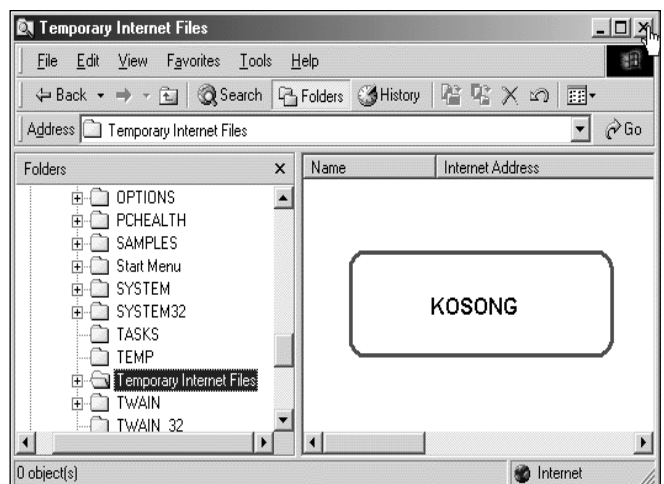 Temporary Internet Files
File Edit View Favorites Tools Help
Back Search Folders History
Address Temporary Internet Files Go
Folders
Name Internet Address
OPTIONS
PCHEALTH
SAMPLES
Start Menu
SYSTEM
SYSTEM32
TASKS
TEMP
Temporary Internet Files
TWAIN
TWAIN_32
KOSONG
0 object(s) Internet